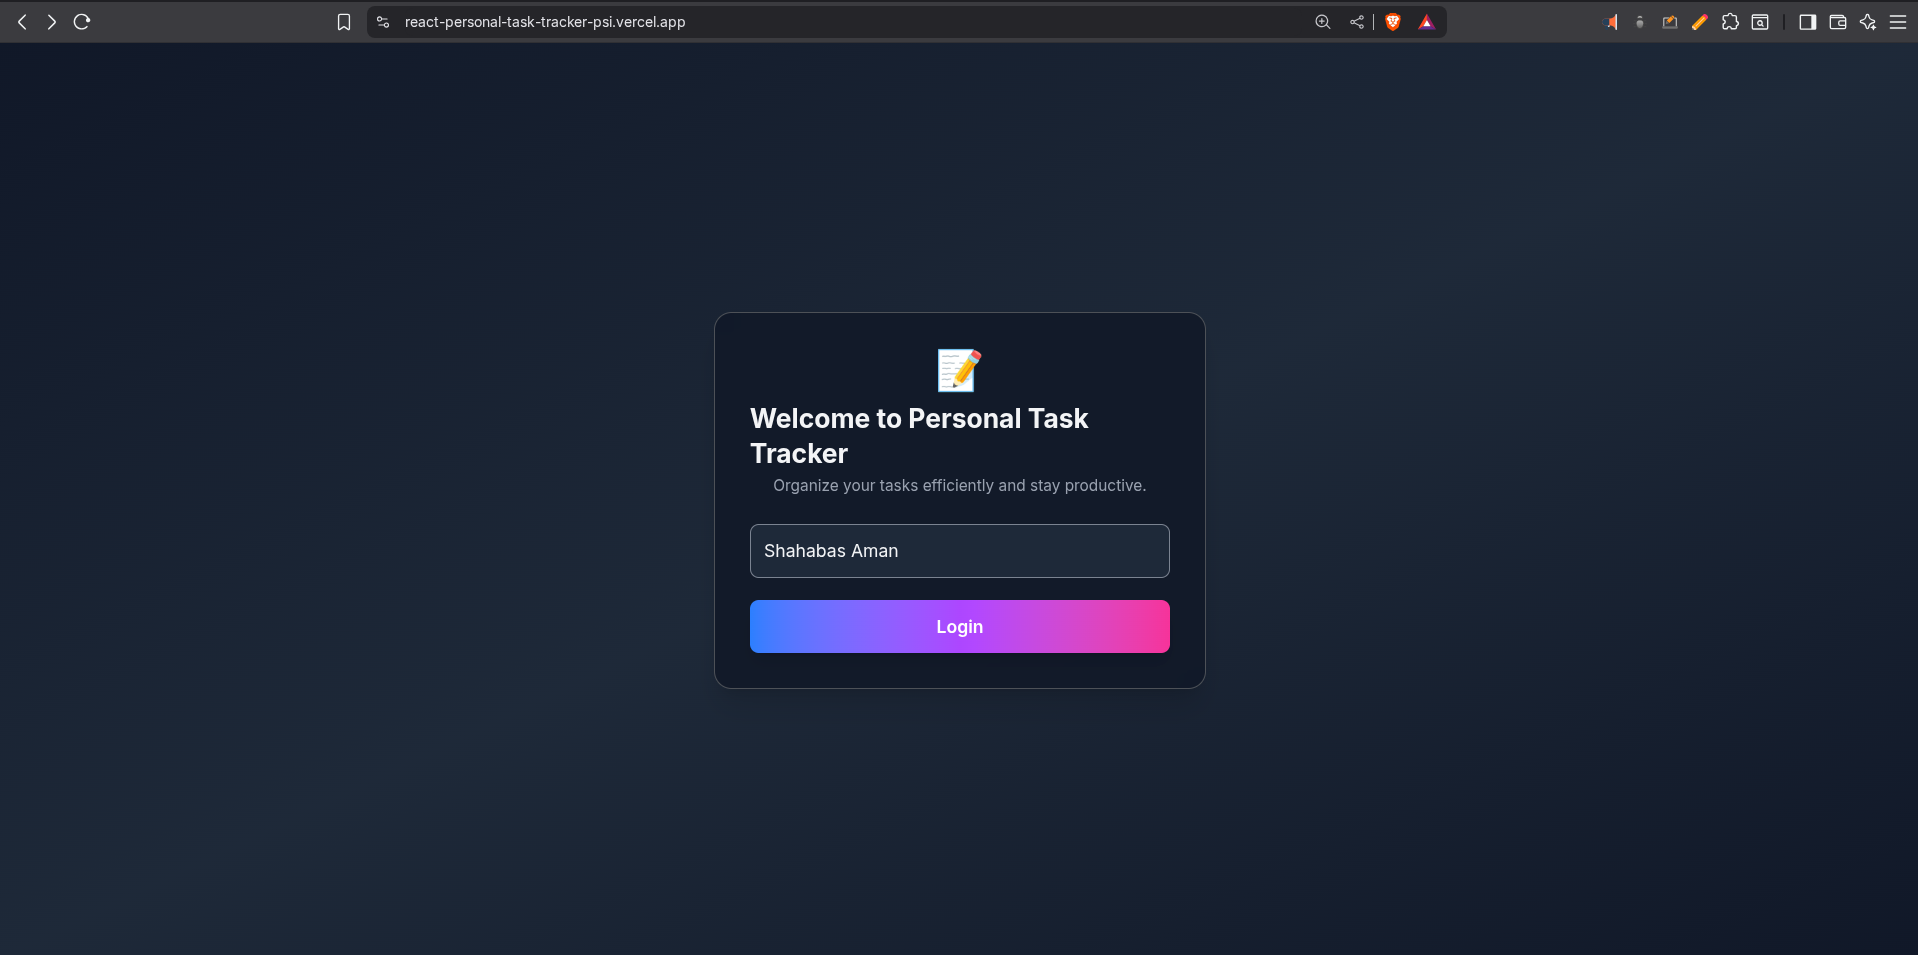 react-personal-task-tracker-psi.vercel.app
Welcome to Personal Task
Tracker
Organize your tasks efficiently and stay productive.
Shahabas Aman
Login